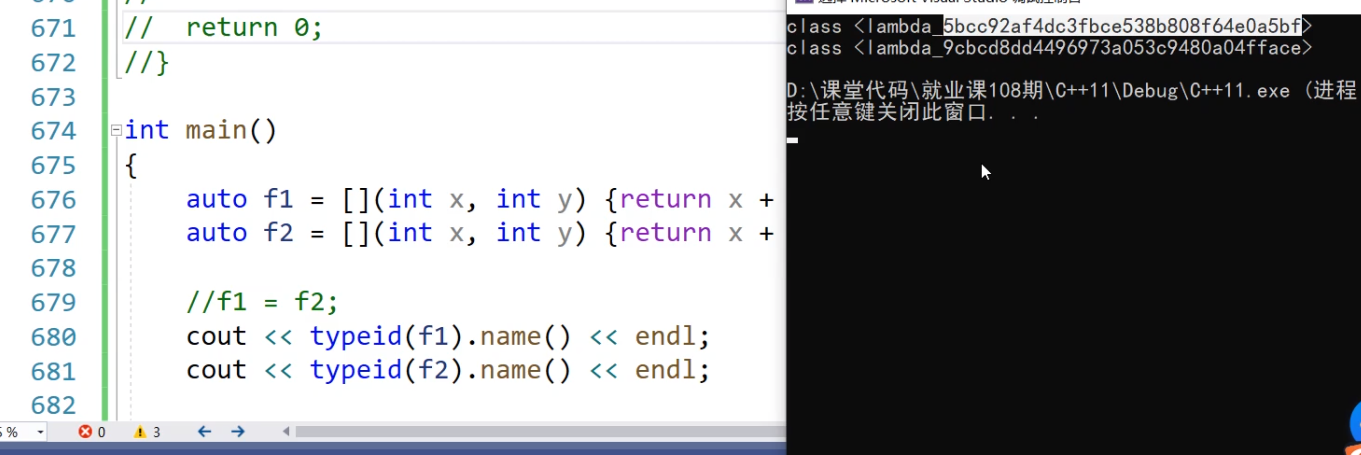 671 // return 0;
672 //}
673
674 int main()
675 {
676 auto f1 = [](int x, int y) {return x +
677 auto f2 = [](int x, int y) {return x +
678
679 //f1 = f2;
680 cout << typeid(f1).name() << endl;
681 cout << typeid(f2).name() << endl;
682
0
3
class <lambda_5bcc92af4dc3fbce538b808f64e0a5bf>
class <lambda_9cbcd8dd4496973a053c9480a04fface>
D:\课堂代码\就业课108期\C++11\Debug\C++11.exe (进程
按任意键关闭此窗口. . .